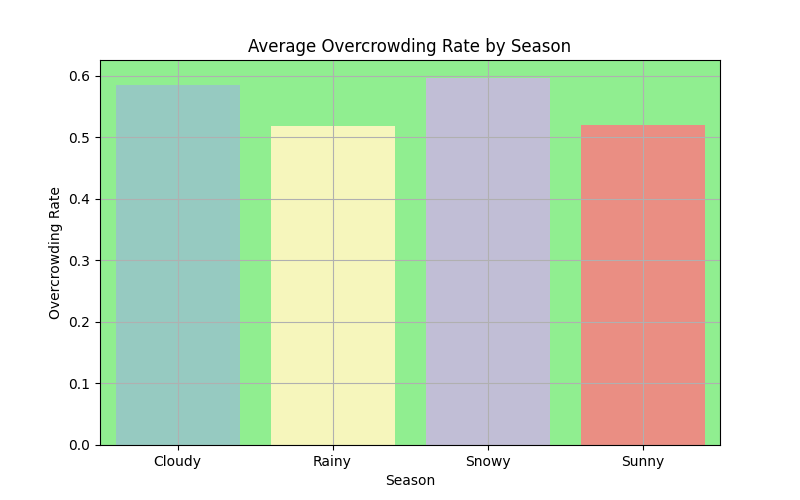 Average Overcrowding Rate by Season
Overcrowding Rate
0.6
0.5
0.4
0.3
0.2
0.1
0.0
Cloudy Rainy Snowy Sunny
Season